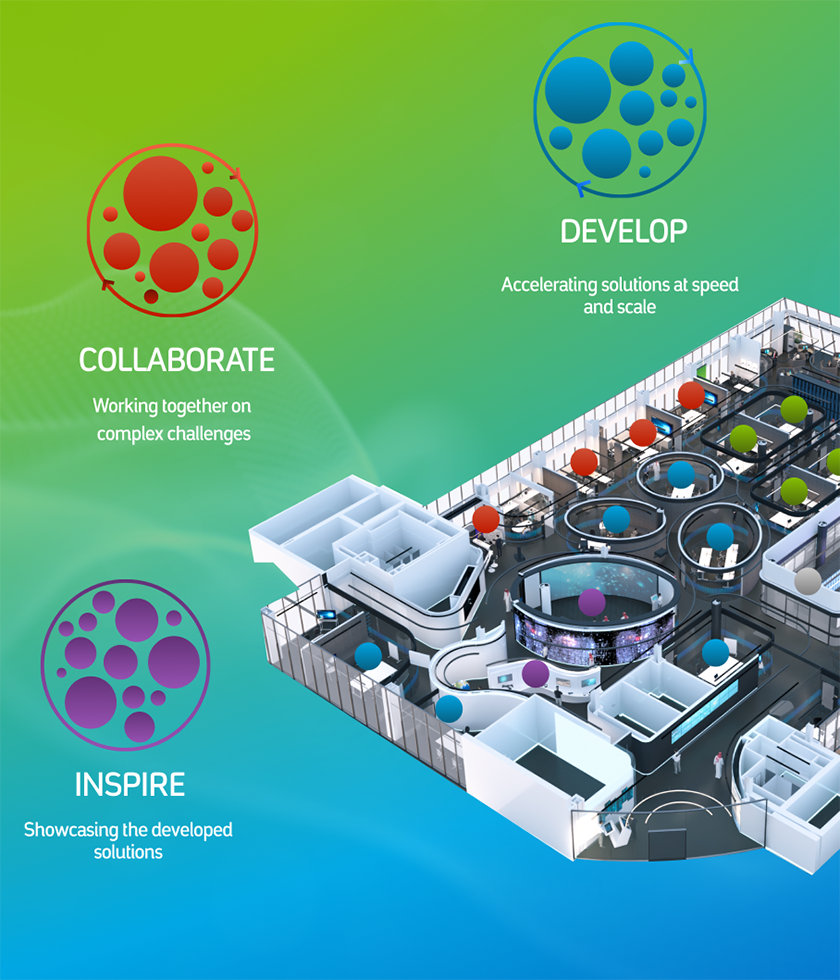 DEVELOP
Accelerating solutions at speed
and scale
COLLABORATE
Working together on
complex challenges
INSPIRE
Showcasing the developed
solutions